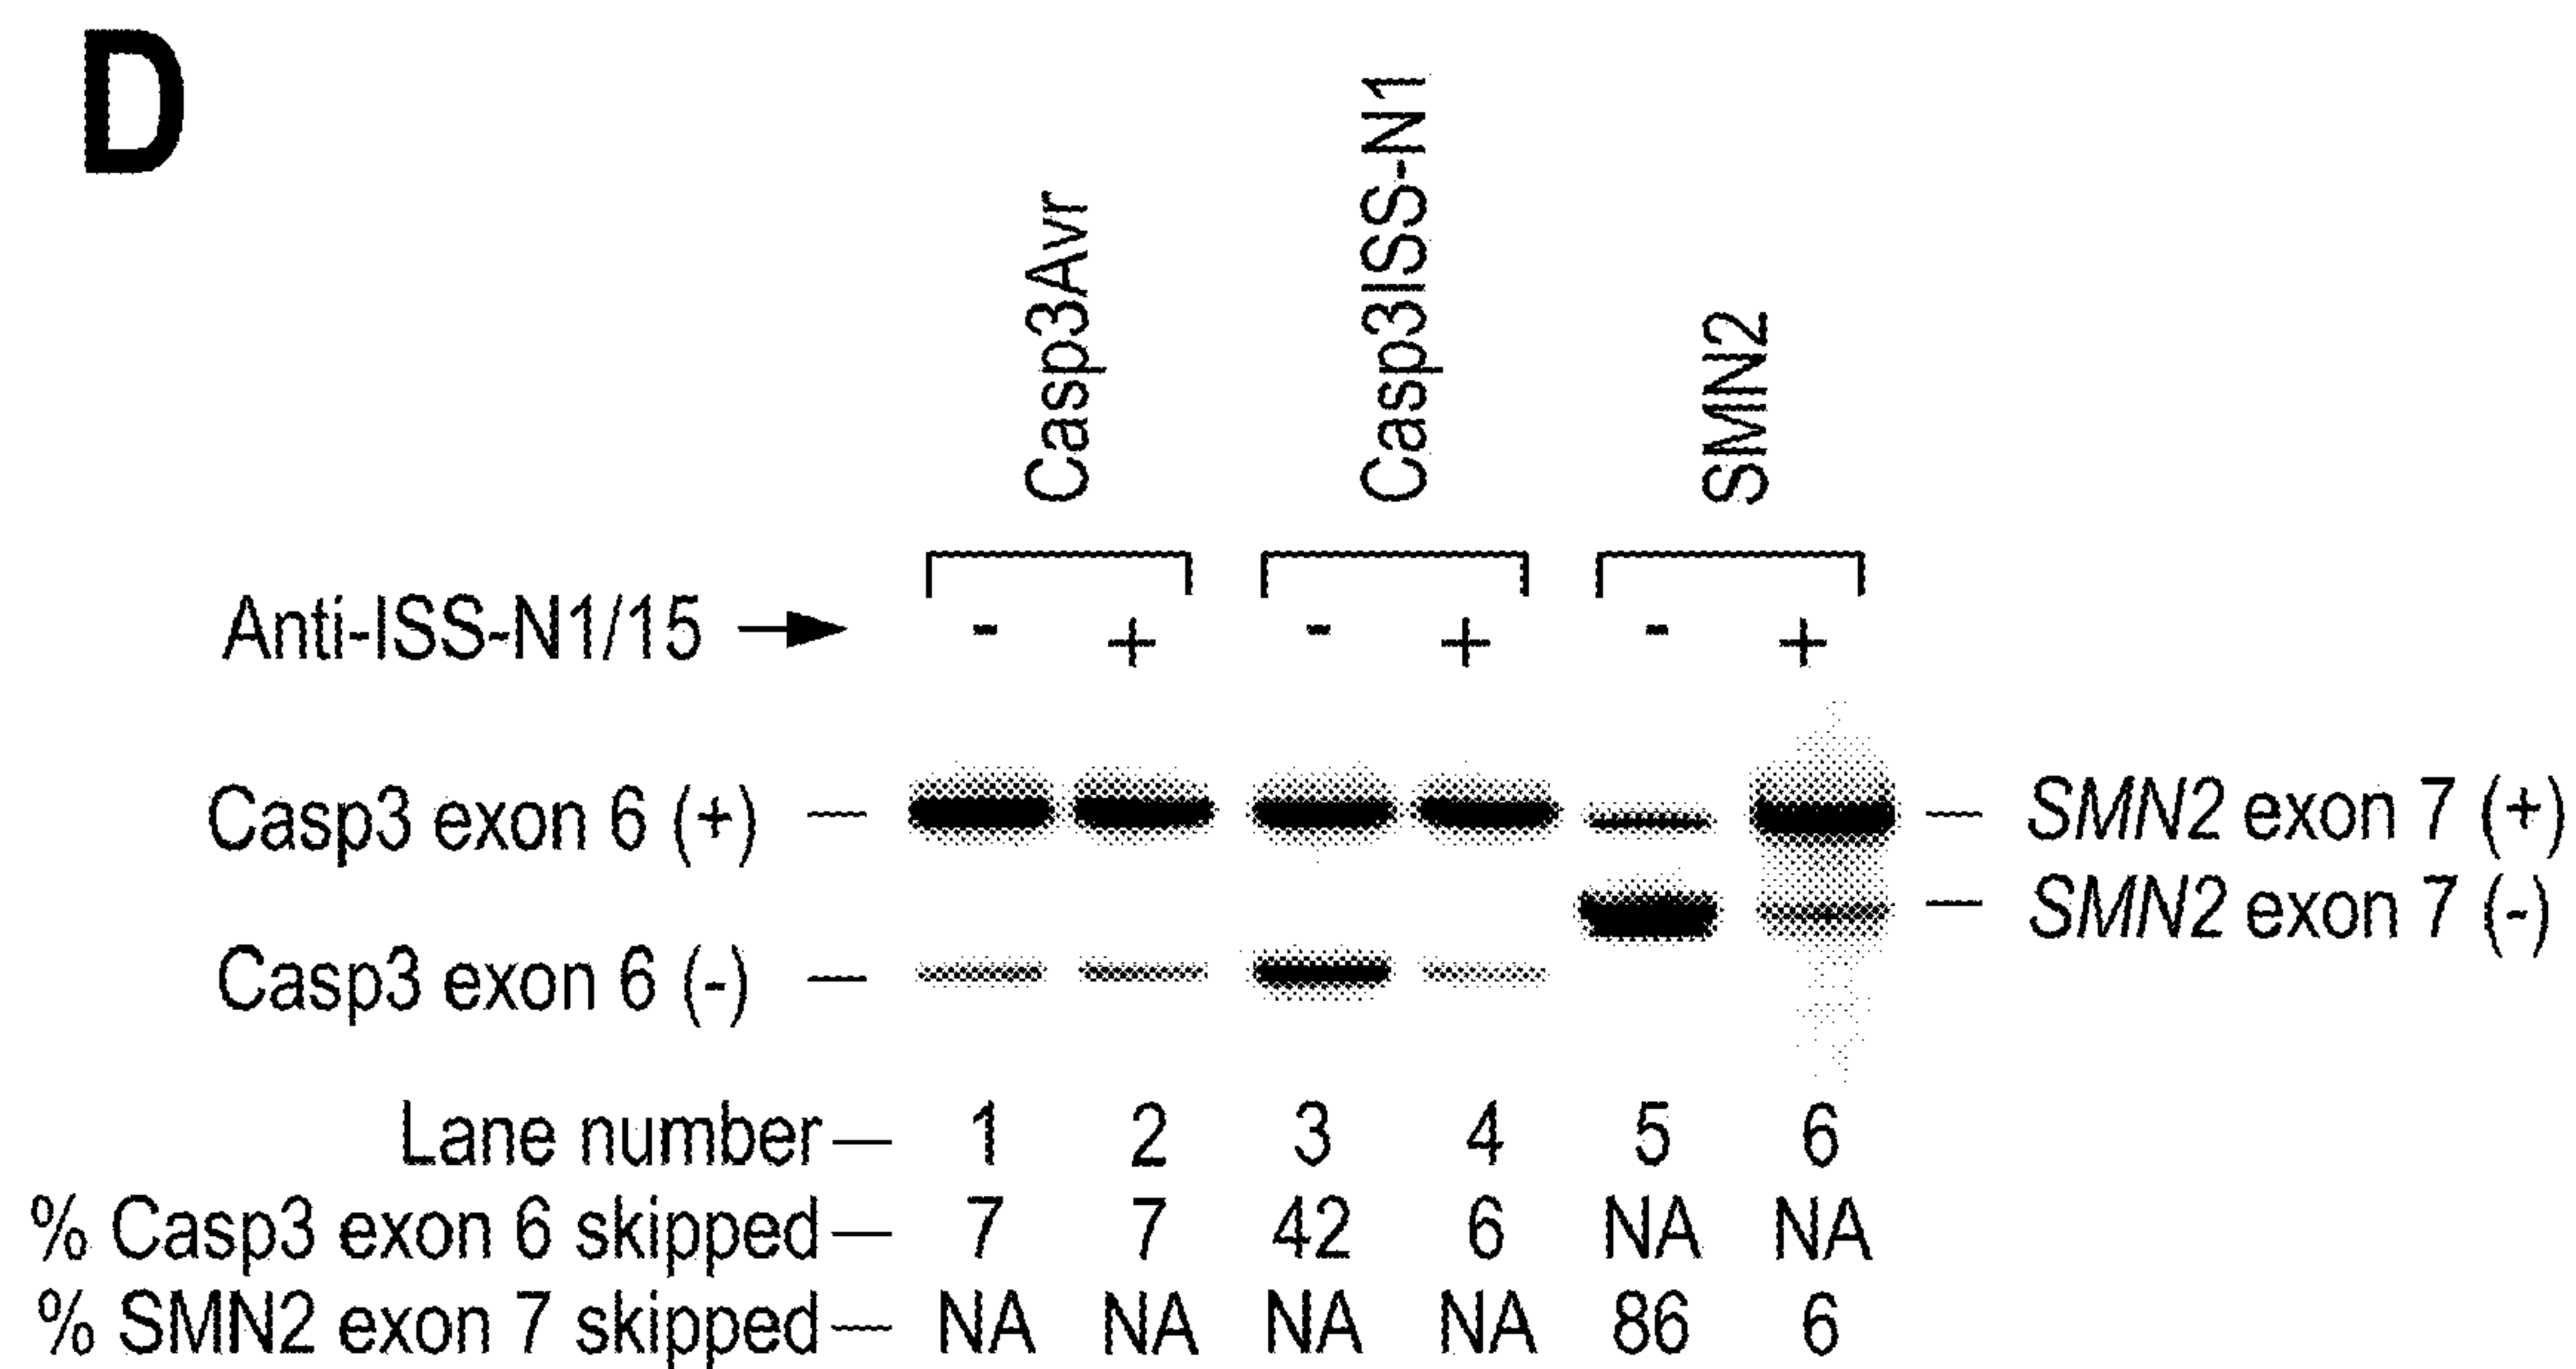 D
Casp3Avr
Casp3ISS-N1
SMN2
Anti-ISS-N1/15 - + - + - +
Casp3 exon 6 (+) SMN2 exon 7 (+)
Casp3 exon 6 (-) SMN2 exon 7 (-)
Lane number 1 2 3 4 5 6
% Casp3 exon 6 skipped 7 7 42 6 NA NA
% SMN2 exon 7 skipped NA NA NA NA 86 6